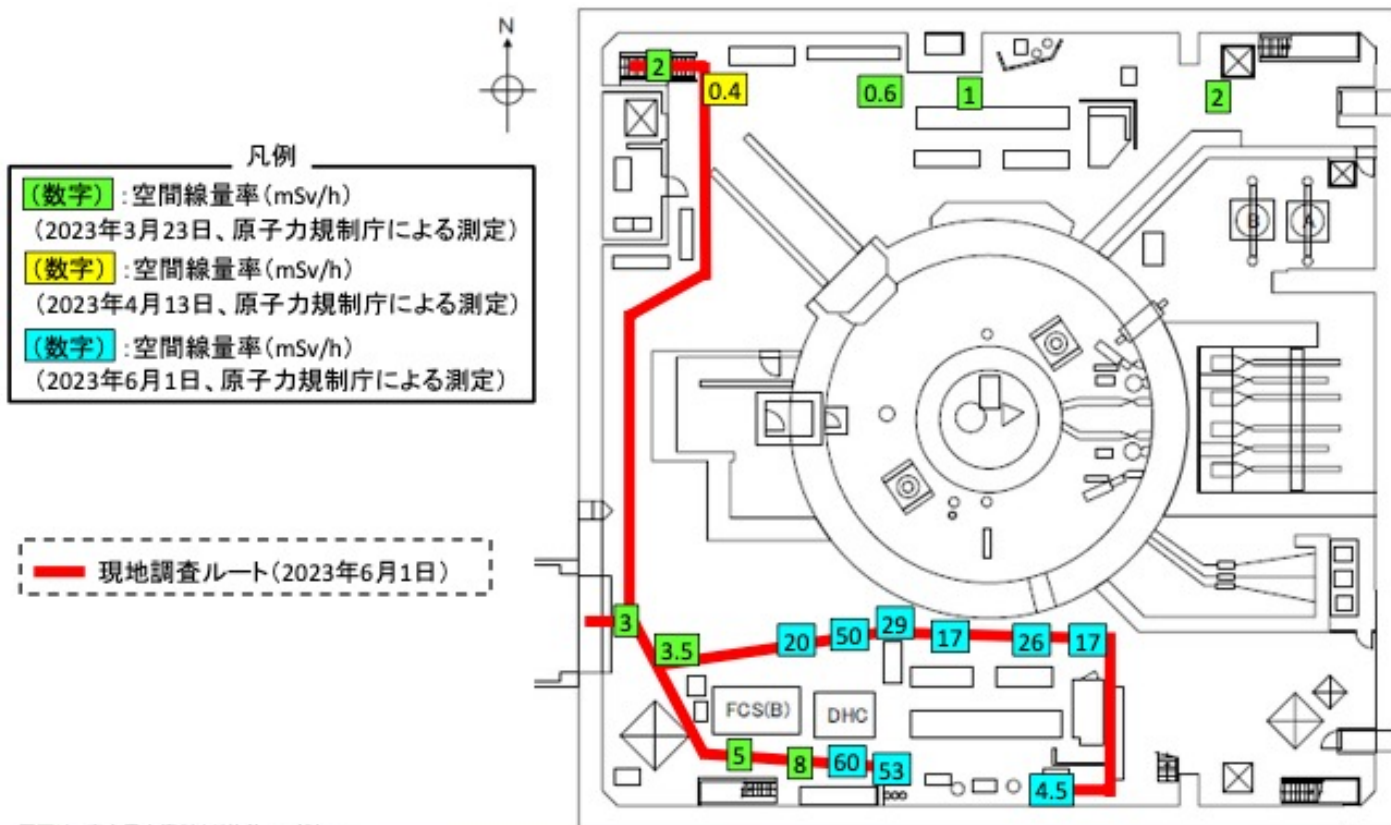 N
2
0.4
0.6
1
2
凡例
(数字):空間線量率(mSv/h)
(2023年3月23日、原子力規制庁による測定)
(数字):空間線量率(mSv/h)
(2023年4月13日、原子力規制庁による測定)
(数字):空間線量率(mSv/h)
(2023年6月1日、原子力規制庁による測定)
B
A
現地調査ルート(2023年6月1日)
3
3.5
20
50
29
17
26
17
FCS(B)
DHC
5
8
60
53
4.5